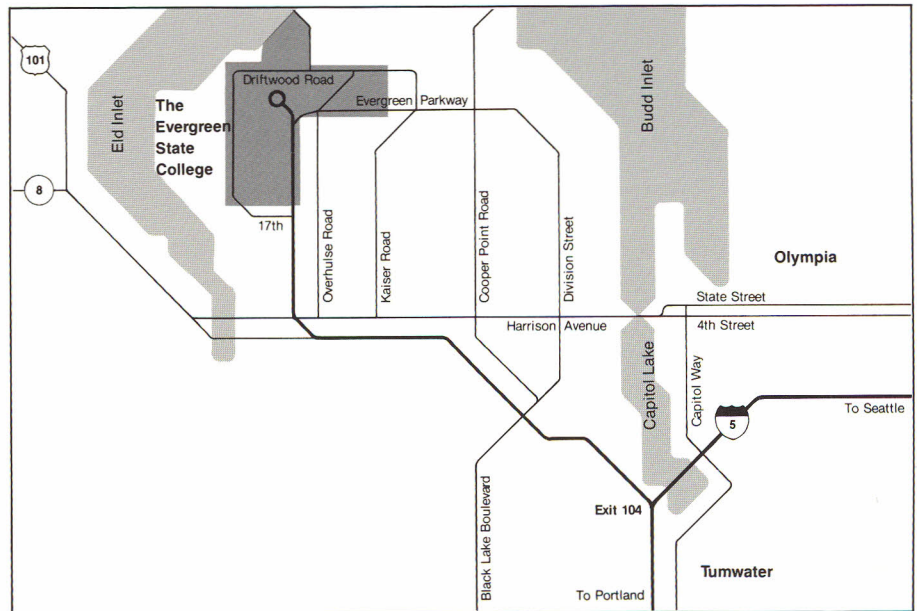 101
Eld Inlet
The
Evergreen
State
College
Driftwood Road
Evergreen Parkway
Budd Inlet
8
17th
Overhulse Road
Kaiser Road
Cooper Point Road
Division Street
Olympia
State Street
Harrison Avenue
4th Street
Capitol Lake
Capitol Way
5
To Seattle
Black Lake Boulevard
Exit 104
Tumwater
To Portland